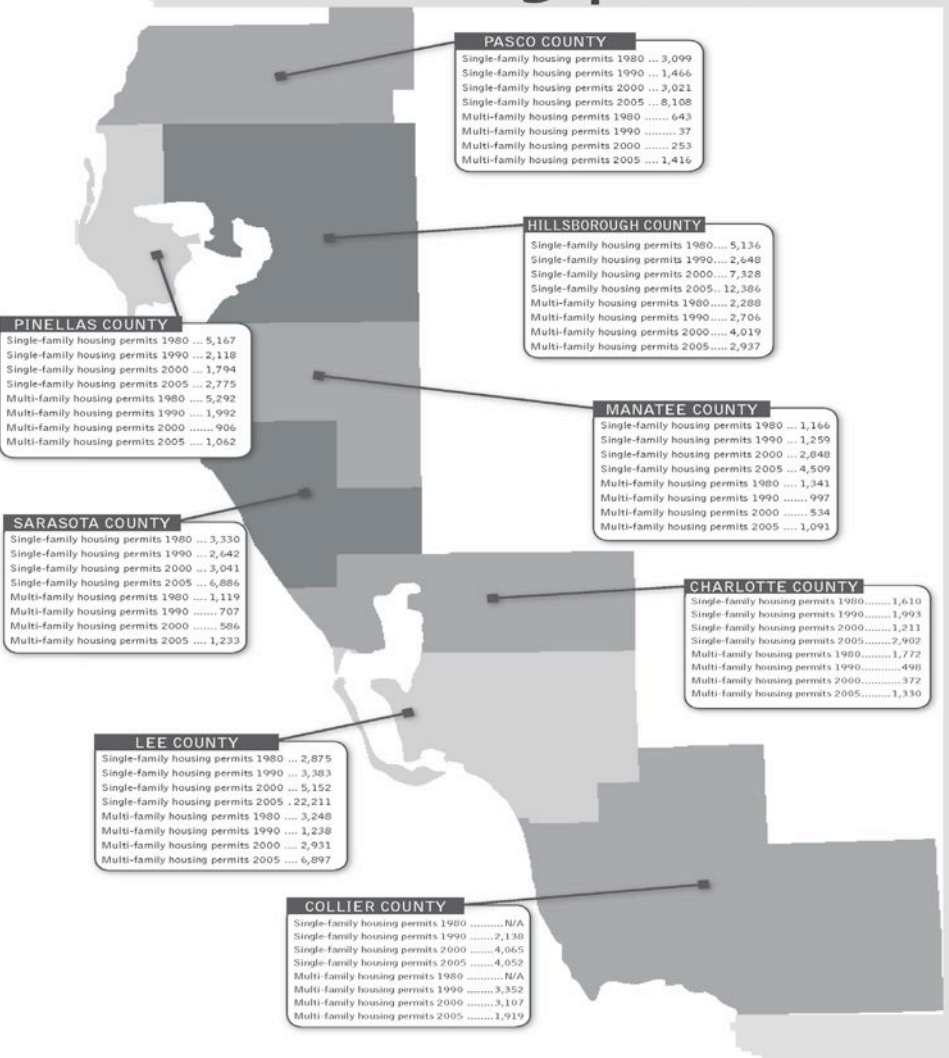 PASCO COUNTY
Single-family housing permits 1980 ... 3,099
Single-family housing permits 1990 ... 1,466
Single-family housing permits 2000 ... 3,021
Single-family housing permits 2005 ... 8,108
Multi-family housing permits 1980 ....... 643
Multi-family housing permits 1990 ......... 37
Multi-family housing permits 2000 ....... 253
Multi-family housing permits 2005 .... 1,416
HILLSBOROUGH COUNTY
Single-family housing permits 1980.... 5,136
Single-family housing permits 1990.... 2,648
Single-family housing permits 2000.... 7,328
Single-family housing permits 2005.. 12,386
Multi-family housing permits 1980..... 2,288
Multi-family housing permits 1990..... 2,706
Multi-family housing permits 2000..... 4,019
Multi-family housing permits 2005..... 2,937
PINELLAS COUNTY
Single-family housing permits 1980 ... 5,167
Single-family housing permits 1990 ... 2,118
Single-family housing permits 2000 ... 1,794
Single-family housing permits 2005 ... 2,775
Multi-family housing permits 1980 .... 5,292
Multi-family housing permits 1990 .... 1,992
Multi-family housing permits 2000 ....... 906
Multi-family housing permits 2005 .... 1,062
MANATEE COUNTY
Single-family housing permits 1980 ... 1,166
Single-family housing permits 1990 ... 1,259
Single-family housing permits 2000 ... 2,848
Single-family housing permits 2005 ... 4,509
Multi-family housing permits 1980 .... 1,341
Multi-family housing permits 1990 ....... 997
Multi-family housing permits 2000 ....... 534
Multi-family housing permits 2005 .... 1,091
SARASOTA COUNTY
Single-family housing permits 1980 ... 3,330
Single-family housing permits 1990 ... 2,642
Single-family housing permits 2000 ... 3,041
Single-family housing permits 2005 ... 6,886
Multi-family housing permits 1980 .... 1,119
Multi-family housing permits 1990 ....... 707
Multi-family housing permits 2000 ....... 586
Multi-family housing permits 2005 .... 1,233
CHARLOTTE COUNTY
Single-family housing permits 1980........1,610
Single-family housing permits 1990........1,993
Single-family housing permits 2000........1,211
Single-family housing permits 2005........2,902
Multi-family housing permits 1980.........1,772
Multi-family housing permits 1990............498
Multi-family housing permits 2000............372
Multi-family housing permits 2005.........1,330
LEE COUNTY
Single-family housing permits 1980 ... 2,875
Single-family housing permits 1990 ... 3,383
Single-family housing permits 2000 ... 5,152
Single-family housing permits 2005 . 22,211
Multi-family housing permits 1980 .... 3,248
Multi-family housing permits 1990 .... 1,238
Multi-family housing permits 2000 .... 2,931
Multi-family housing permits 2005 .... 6,897
COLLIER COUNTY
Single-family housing permits 1980 ..........N/A
Single-family housing permits 1990 .......2,138
Single-family housing permits 2000 .......4,065
Single-family housing permits 2005 .......4,052
Multi-family housing permits 1980 ...........N/A
Multi-family housing permits 1990 ........3,352
Multi-family housing permits 2000 ........3,107
Multi-family housing permits 2005 ........1,919